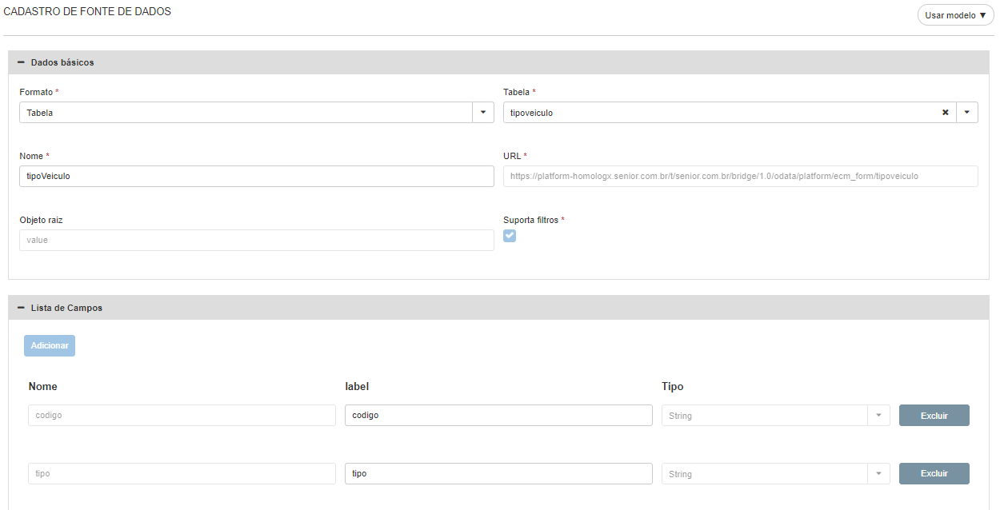 CADASTRO DE FONTE DE DADOS
Usar modelo ▼
Dados básicos
Formato *
Tabela *
Tabela
tipoveiculo
Nome *
URL *
tipoVeiculo
https://platform-homologx.senior.com.br/t/senior.com.br/bridge/1.0/odata/platform/ecm_form/tipoveiculo
Objeto raiz
Suporta filtros *
value
Lista de Campos
Adicionar
Nome label Tipo
codigo codigo String Excluir
tipo tipo String Excluir